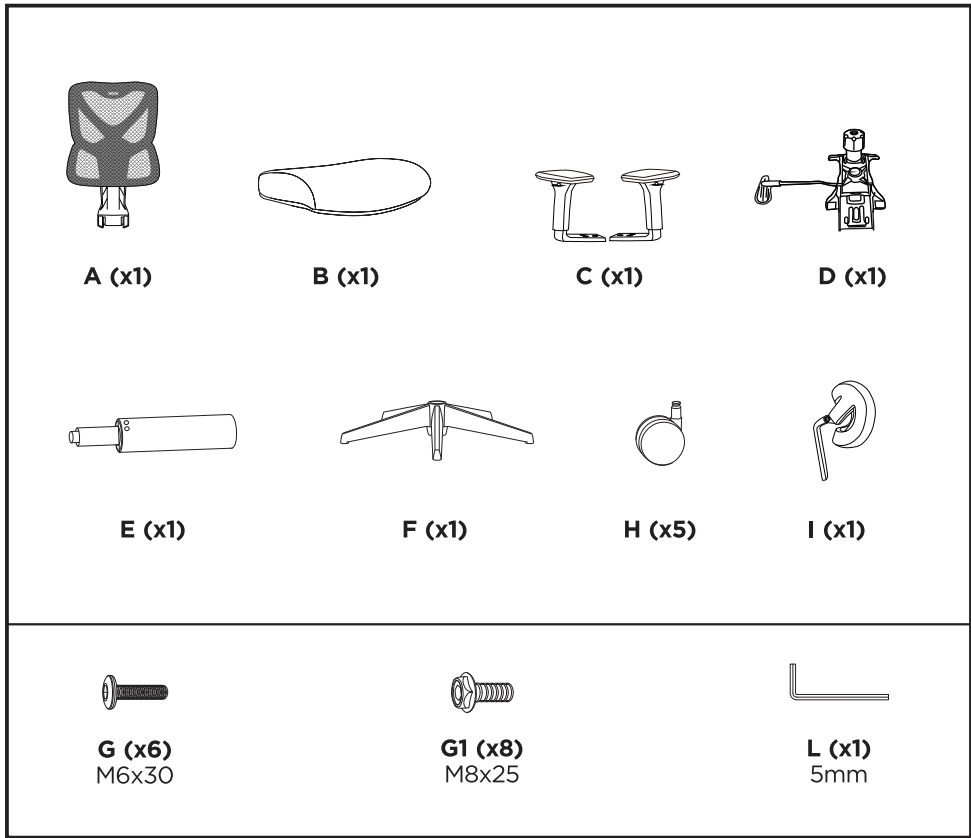 A (x1)
B (x1)
C (x1)
D (x1)
E (x1)
F (x1)
H (x5)
I (x1)
G (x6)
M6x30
G1 (x8)
M8x25
L (x1)
5mm